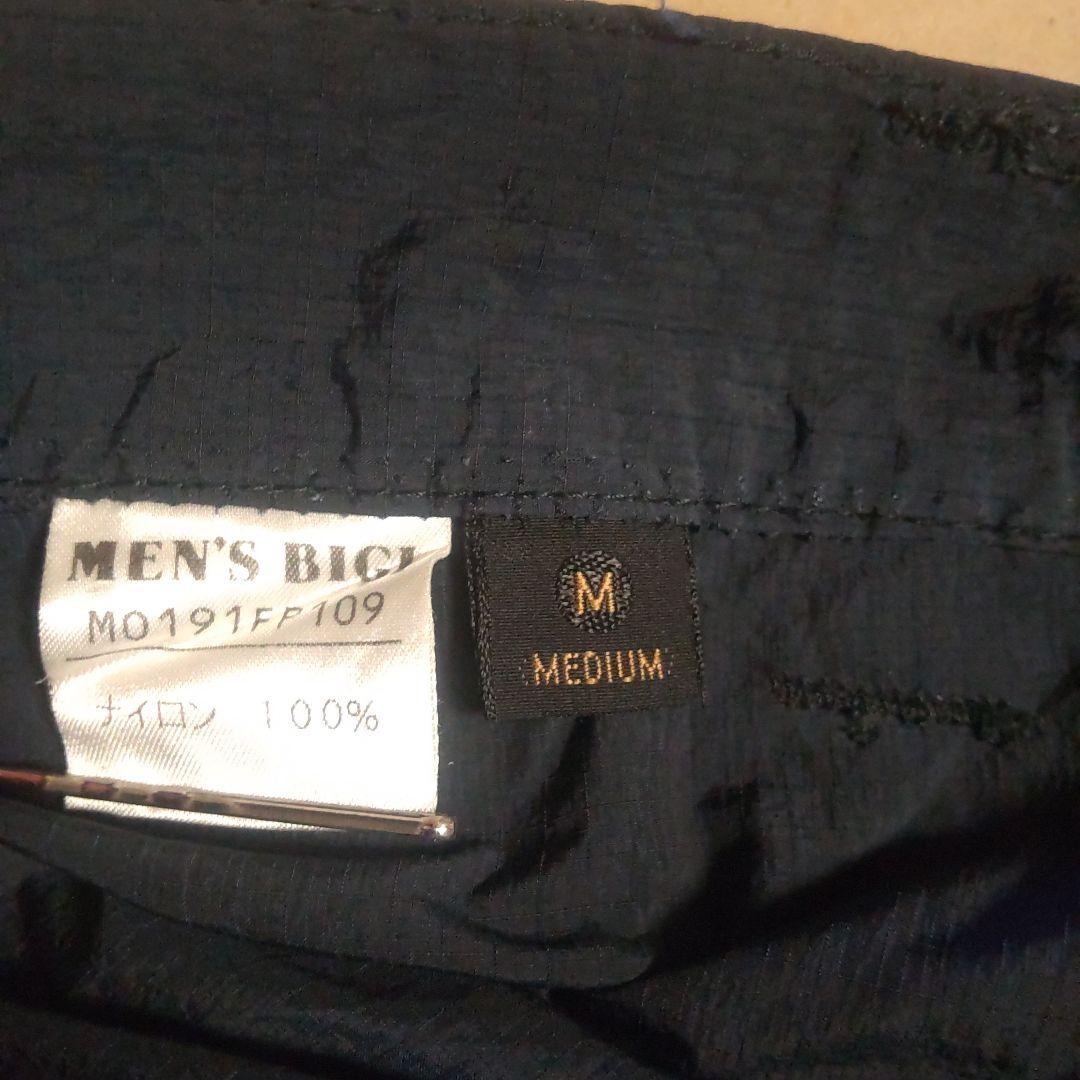 MEN'S BIGI
M0191FP109
ナイロン 100%
M
MEDIUM